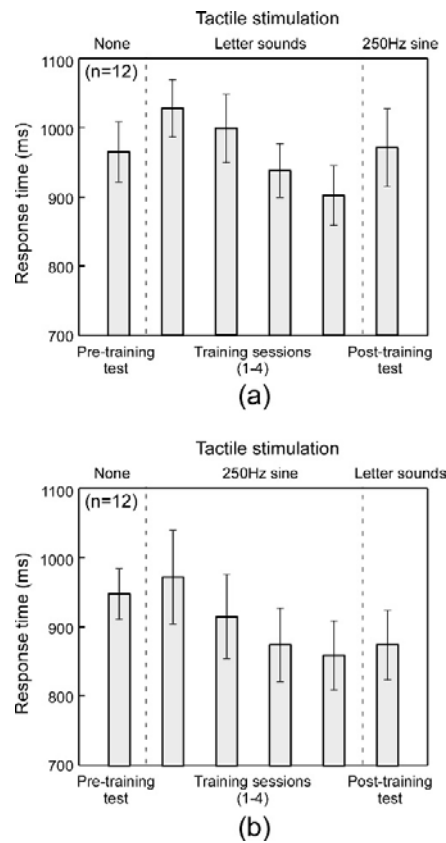 Tactile stimulation
None Letter sounds 250Hz sine
(n=12)
1100
1000
900
800
700
Response time (ms)
Pre-training test
Training sessions (1-4)
Post-training test
(a)
Tactile stimulation
None 250Hz sine Letter sounds
(n=12)
1100
1000
900
800
700
Response time (ms)
Pre-training test
Training sessions (1-4)
Post-training test
(b)